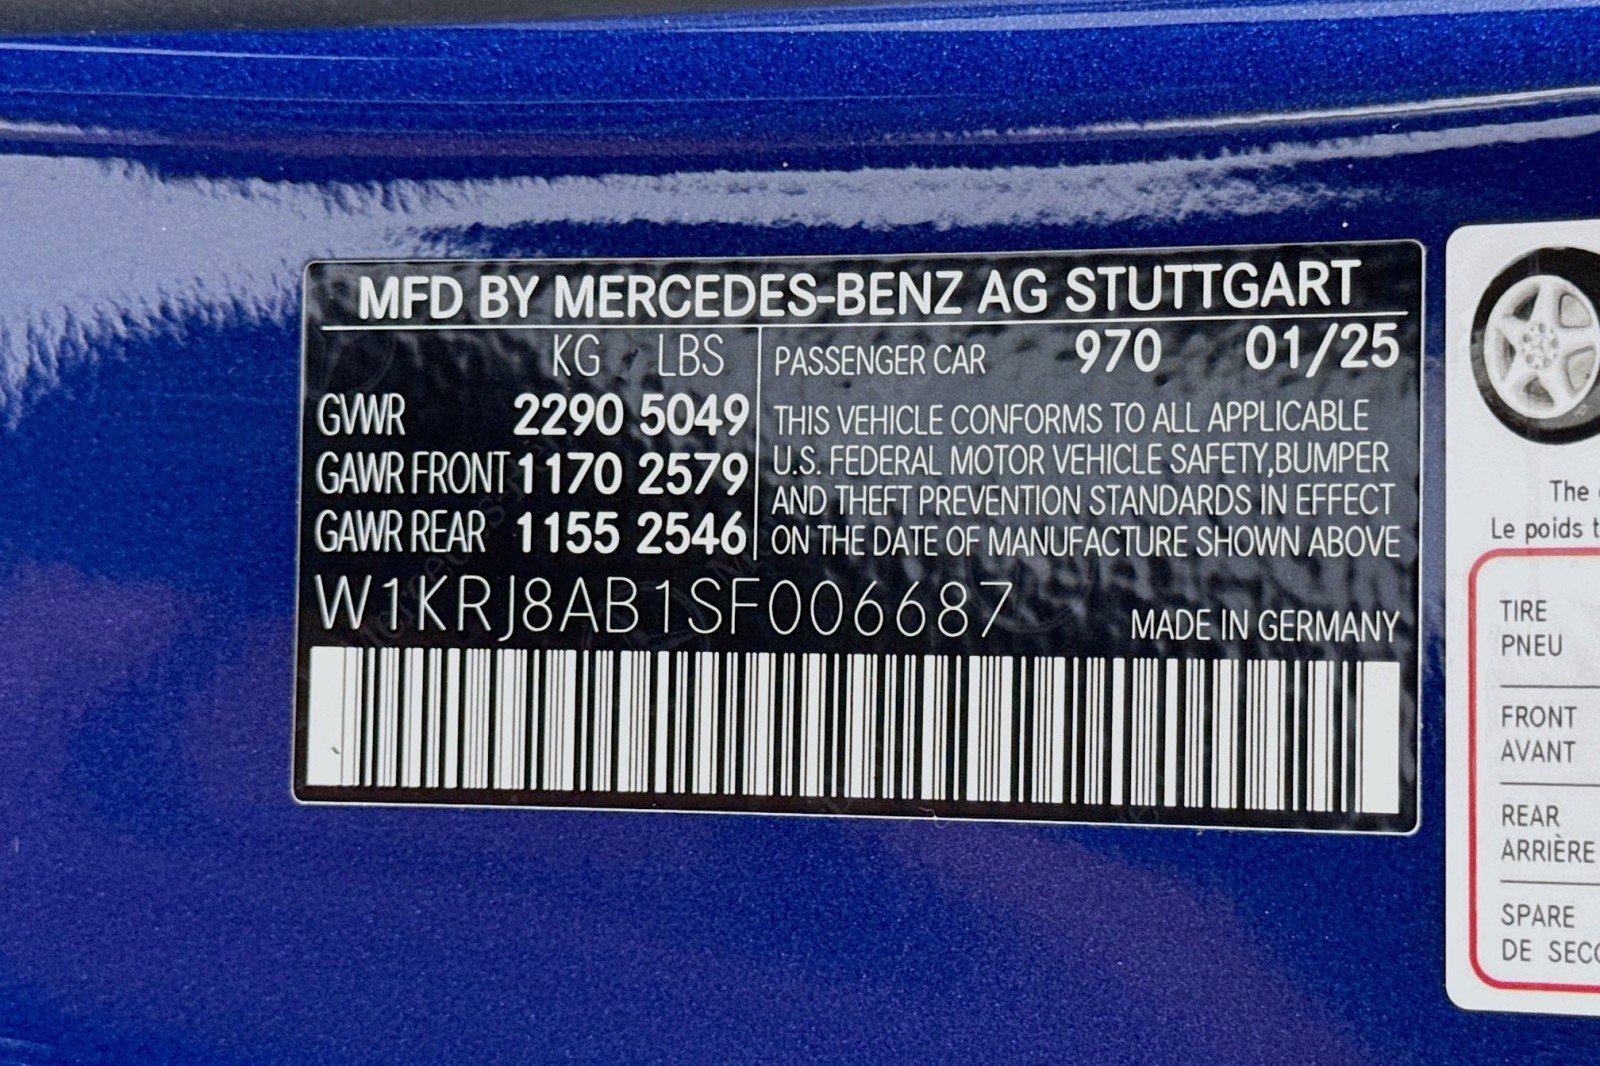 MFD BY MERCEDES-BENZ AG STUTTGART
KG LBS
GVWR 2290 5049
GAWR FRONT 1170 2579
GAWR REAR 1155 2546
PASSENGER CAR 970 01/25
THIS VEHICLE CONFORMS TO ALL APPLICABLE
U.S. FEDERAL MOTOR VEHICLE SAFETY,BUMPER
AND THEFT PREVENTION STANDARDS IN EFFECT
ON THE DATE OF MANUFACTURE SHOWN ABOVE
W1KRJ8AB1SF006687
MADE IN GERMANY
The
Le poids
TIRE
PNEU
FRONT
AVANT
REAR
ARRIÈRE
SPARE
DE